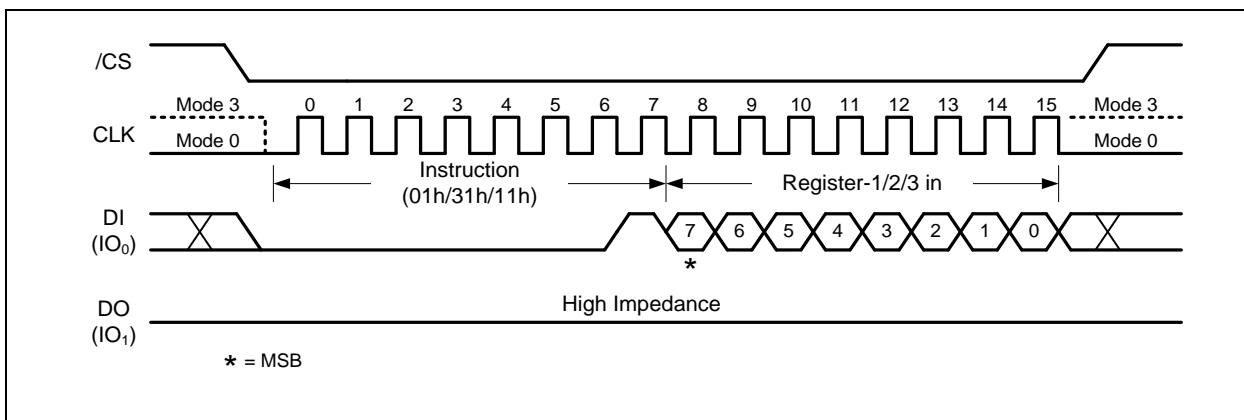 /CS
Mode 3 0 1 2 3 4 5 6 7 8 9 10 11 12 13 14 15 Mode 3
CLK
Mode 0 Mode 0
Instruction
(01h/31h/11h)
Register-1/2/3 in
DI
(IO₀)
7 6 5 4 3 2 1 0
*
High Impedance
DO
(IO₁)
* = MSB